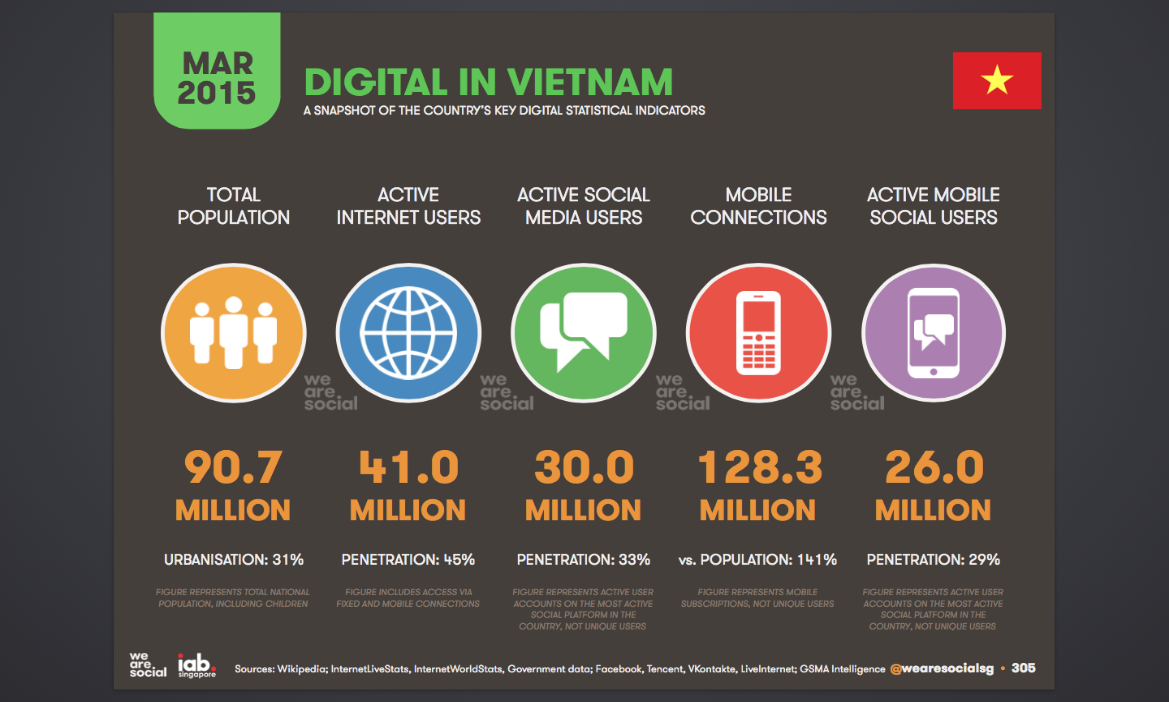 MAR
2015
DIGITAL IN VIETNAM
A SNAPSHOT OF THE COUNTRY'S KEY DIGITAL STATISTICAL INDICATORS
TOTAL
POPULATION
ACTIVE
INTERNET USERS
ACTIVE SOCIAL
MEDIA USERS
MOBILE
CONNECTIONS
ACTIVE MOBILE
SOCIAL USERS
we
are
social
we
are
social
we
are
social
we
are
social
90.7
MILLION
41.0
MILLION
30.0
MILLION
128.3
MILLION
26.0
MILLION
URBANISATION: 31%
PENETRATION: 45%
PENETRATION: 33%
vs. POPULATION: 141%
PENETRATION: 29%
FIGURE REPRESENTS TOTAL NATIONAL
POPULATION, INCLUDING CHILDREN
FIGURE INCLUDES ACCESS VIA
FIXED AND MOBILE CONNECTIONS
FIGURE REPRESENTS ACTIVE USER
ACCOUNTS ON THE MOST ACTIVE
SOCIAL PLATFORM IN THE
COUNTRY, NOT UNIQUE USERS
FIGURE REPRESENTS MOBILE
SUBSCRIPTIONS, NOT UNIQUE USERS
FIGURE REPRESENTS ACTIVE USER
ACCOUNTS ON THE MOST ACTIVE
SOCIAL PLATFORM IN THE
COUNTRY, NOT UNIQUE USERS
we
are.
social
iab.
singapore
Sources: Wikipedia; InternetLiveStats, InternetWorldStats, Government data; Facebook, Tencent, VKontakte, LiveInternet; GSMA Intelligence @wearesocialsg • 305